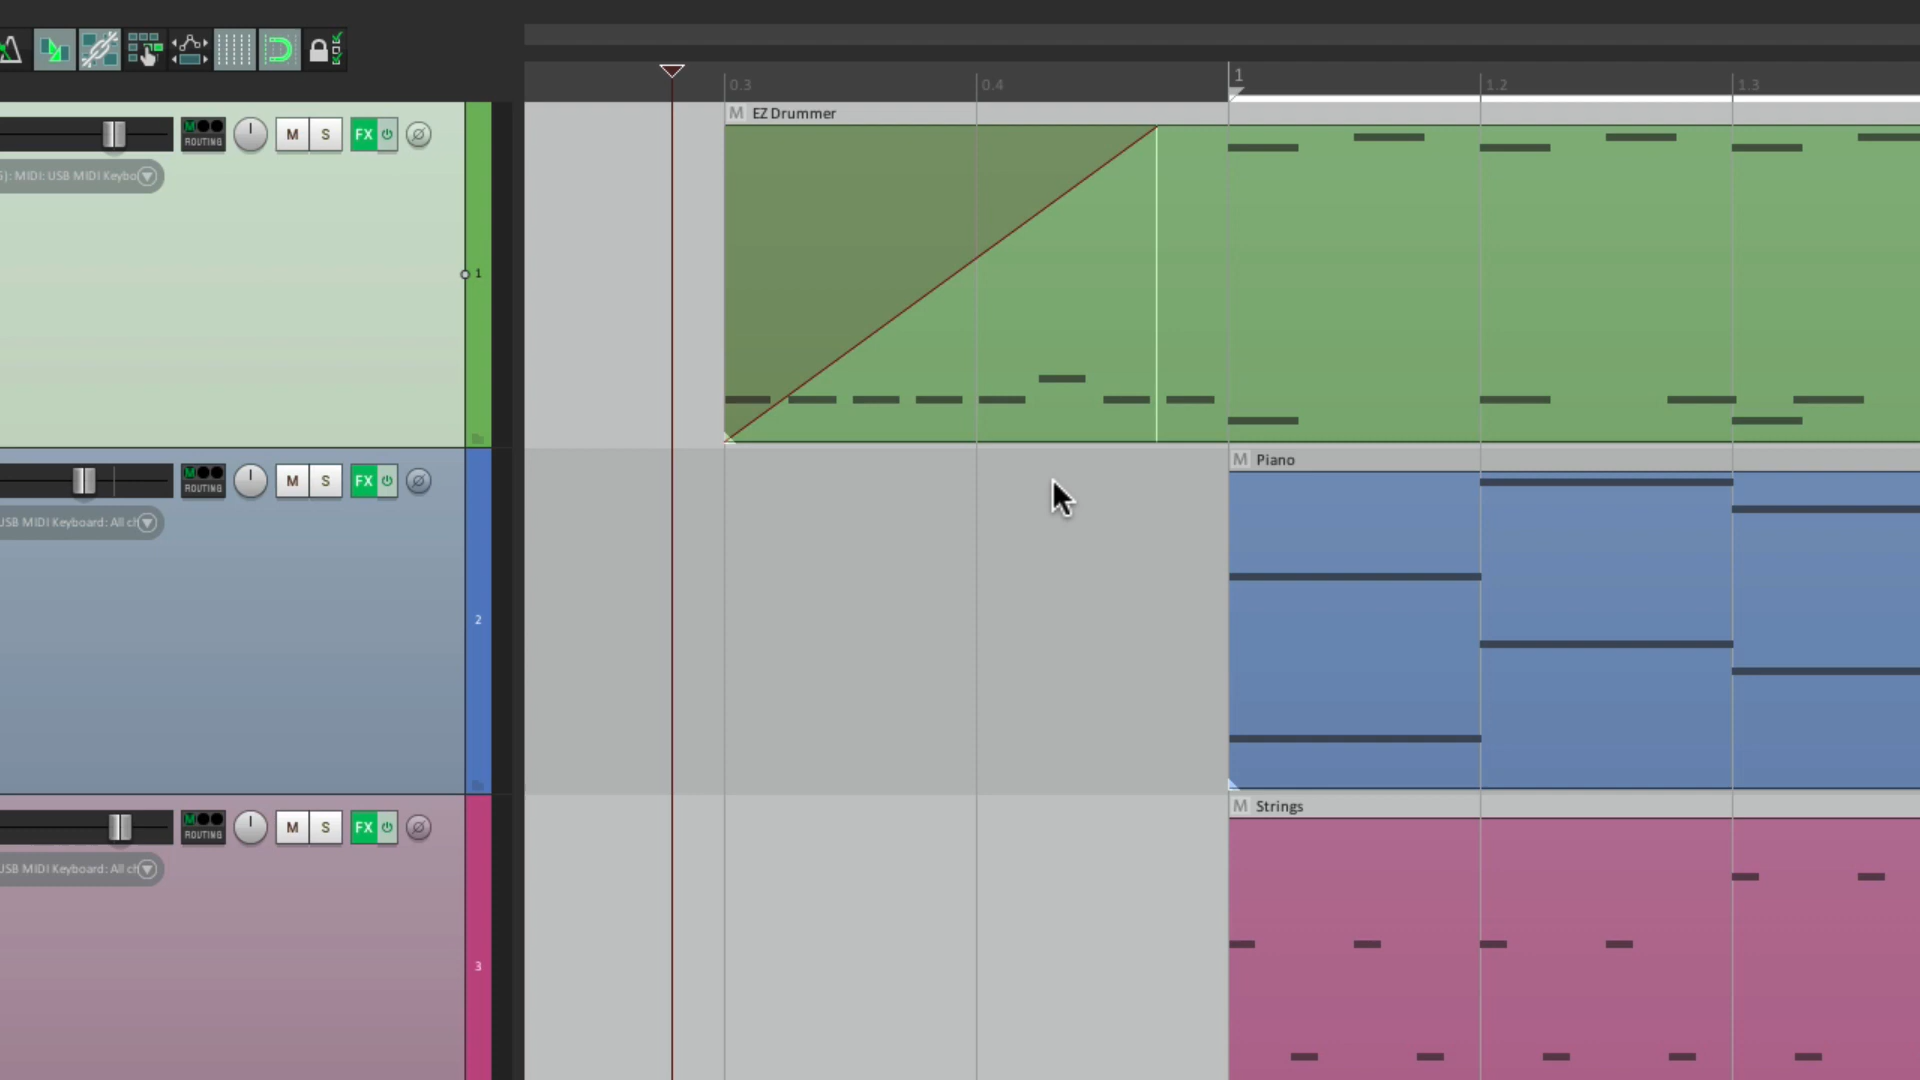 0.3
0.4
1
1.2
1.3
M EZ Drummer
ROUTING
M S FX
MIDI: USB MIDI Keybo
1
M Piano
ROUTING
M S FX
USB MIDI Keyboard: All ch
2
M Strings
ROUTING
M S FX
USB MIDI Keyboard: All ch
3